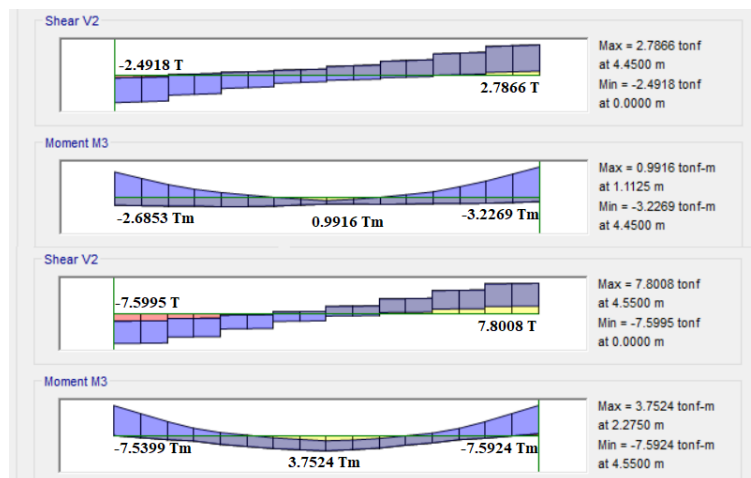 Shear V2
-2.4918 T
2.7866 T
Max = 2.7866 tonf
at 4.4500 m
Min = -2.4918 tonf
at 0.0000 m
Moment M3
-2.6853 Tm
0.9916 Tm
-3.2269 Tm
Max = 0.9916 tonf-m
at 1.1125 m
Min = -3.2269 tonf-m
at 4.4500 m
Shear V2
-7.5995 T
7.8008 T
Max = 7.8008 tonf
at 4.5500 m
Min = -7.5995 tonf
at 0.0000 m
Moment M3
-7.5399 Tm
3.7524 Tm
-7.5924 Tm
Max = 3.7524 tonf-m
at 2.2750 m
Min = -7.5924 tonf-m
at 4.5500 m